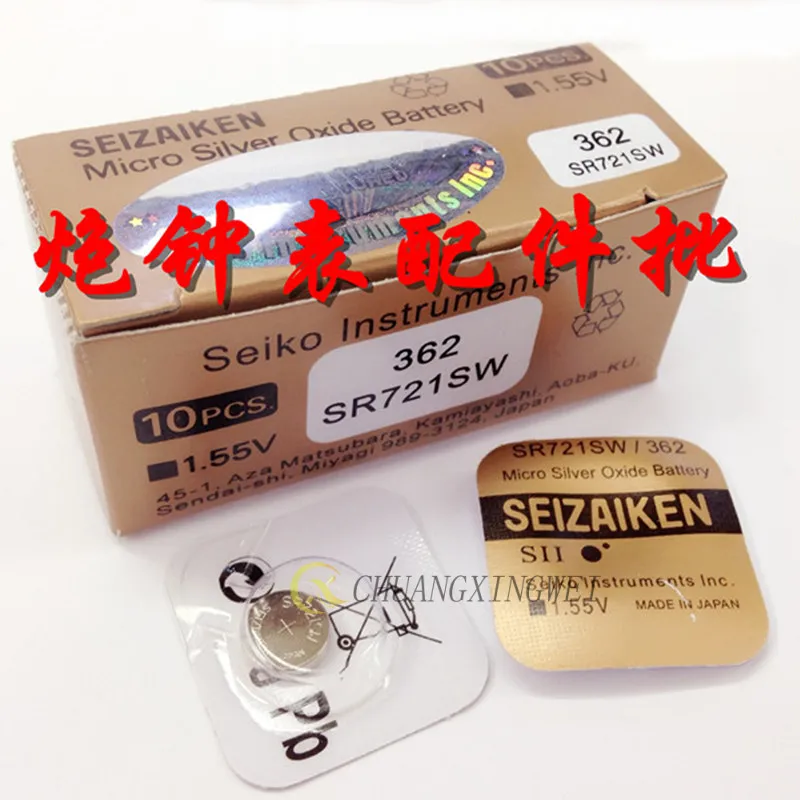 10PCS.
1.55V
SEIZAIKEN
Micro Silver Oxide Battery
362
SR721SW
炬钟表配件批
Seiko Instruments Inc.
362
SR721SW
10PCS.
1.55V
45-1, Aza Matsubara, Kamiayashi, Aoba-KU,
Sendai-shi, Miyagi 989-3124, Japan
SR721SW / 362
Micro Silver Oxide Battery
SEIZAIKEN
SII
Seiko Instruments Inc.
1.55V
MADE IN JAPAN
CHUANGXINGWEI
Pb